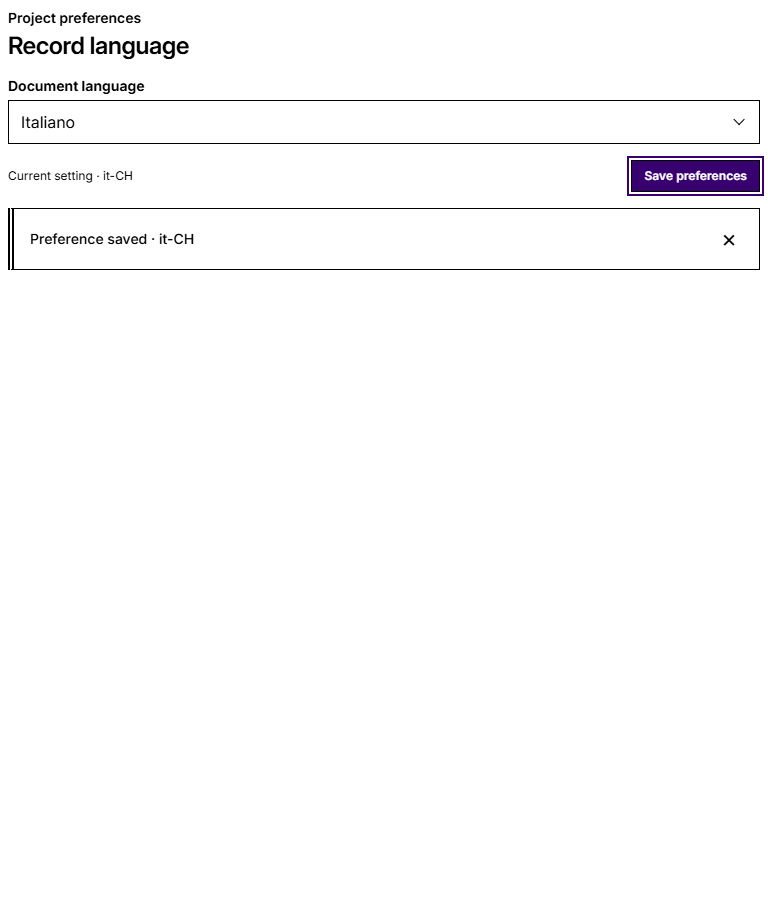 Project preferences
Record language
Document language
Italiano
Current setting · it-CH
Save preferences
Preference saved · it-CH